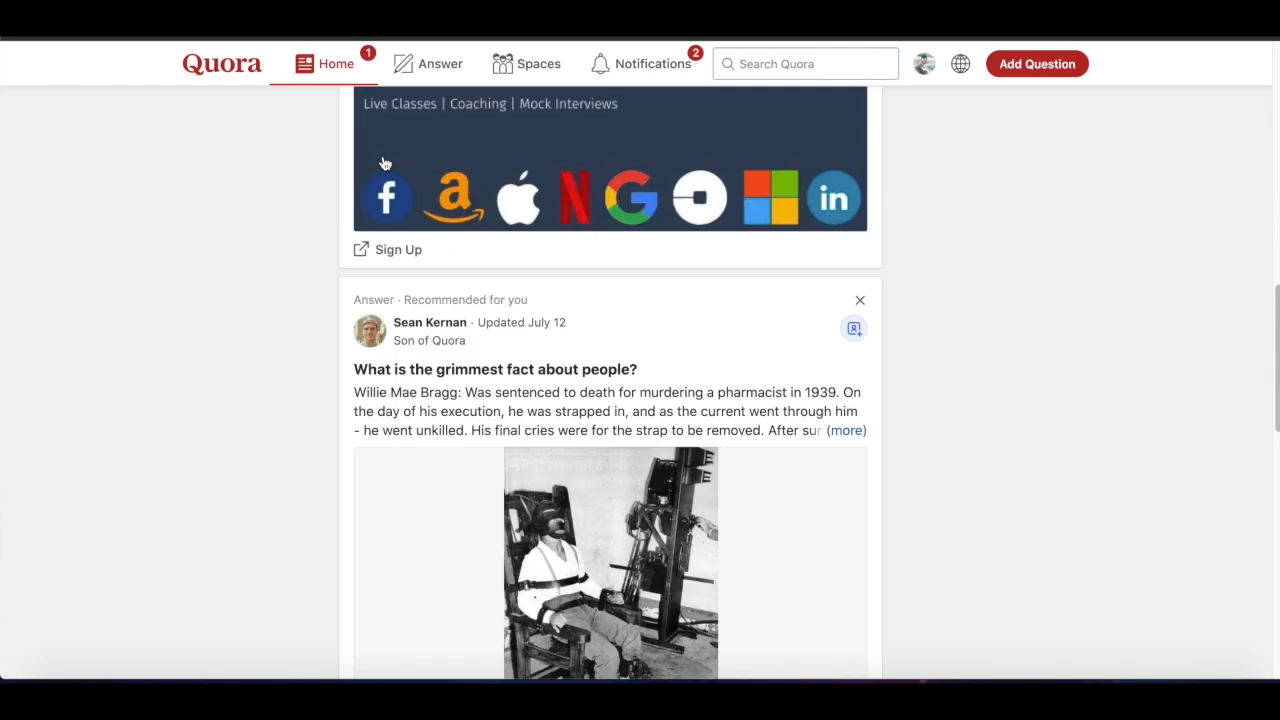 Quora
Home
1
Answer
Spaces
Notifications
2
Search Quora
Add Question
Live Classes | Coaching | Mock Interviews
f
a
N
G
in
Sign Up
Answer · Recommended for you
Sean Kernan · Updated July 12
Son of Quora
What is the grimmest fact about people?
Willie Mae Bragg: Was sentenced to death for murdering a pharmacist in 1939. On
the day of his execution, he was strapped in, and as the current went through him
- he went unkilled. His final cries were for the strap to be removed. After sur (more)